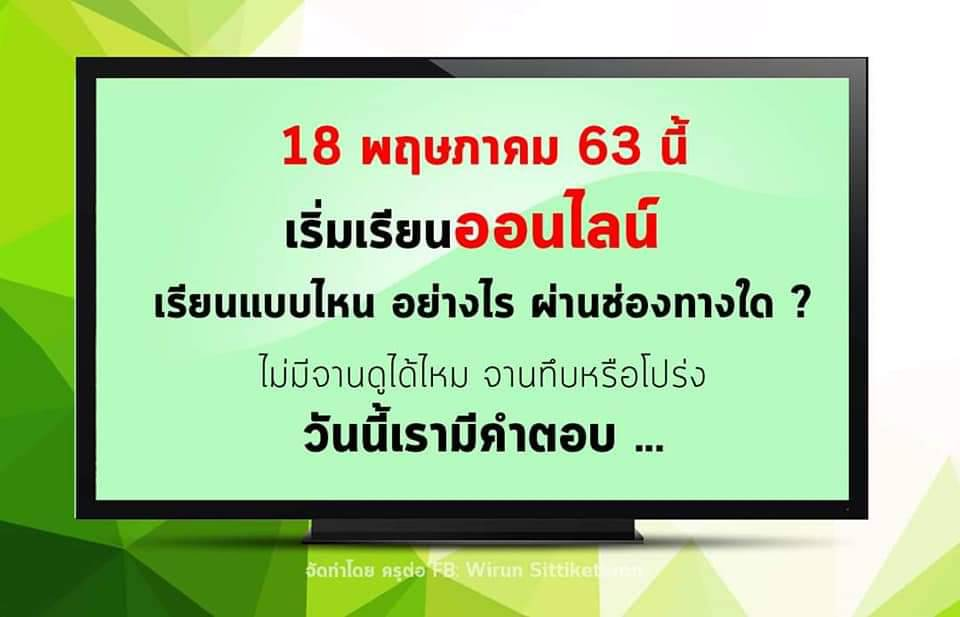 18 พฤษภาคม 63 นี้
เริ่มเรียนออนไลน์
เรียนแบบไหน อย่างไร ผ่านช่องทางใด ?
ไม่มีจานดูได้ไหม จานทึบหรือโปร่ง
วันนี้เรามีคำตอบ ...
จัดทำโดย ครูต่อ FB: Wirun